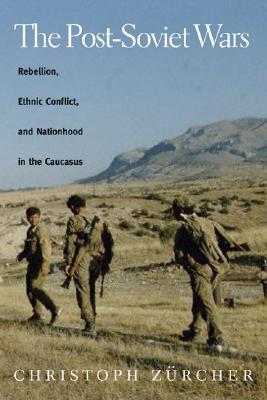 The Post-Soviet Wars
Rebellion,
Ethnic Conflict,
and Nationhood
in the Caucasus
CHRISTOPH ZÜRCHER